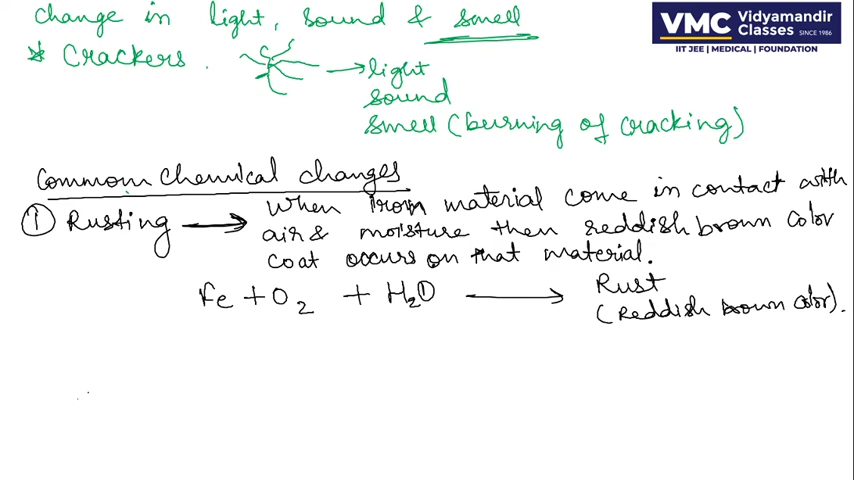 change in light, sound & smell
VMC Vidyamandir Classes SINCE 1986
IIT JEE | MEDICAL | FOUNDATION
* Crackers.
→ light
sound
smell (burning of cracking)
Common Chemical changes
① Rusting → When iron material come in contact with
air & moisture then reddish brown color
coat occurs on that material.
Fe + O₂ + H₂O → Rust
(Reddish brown color).